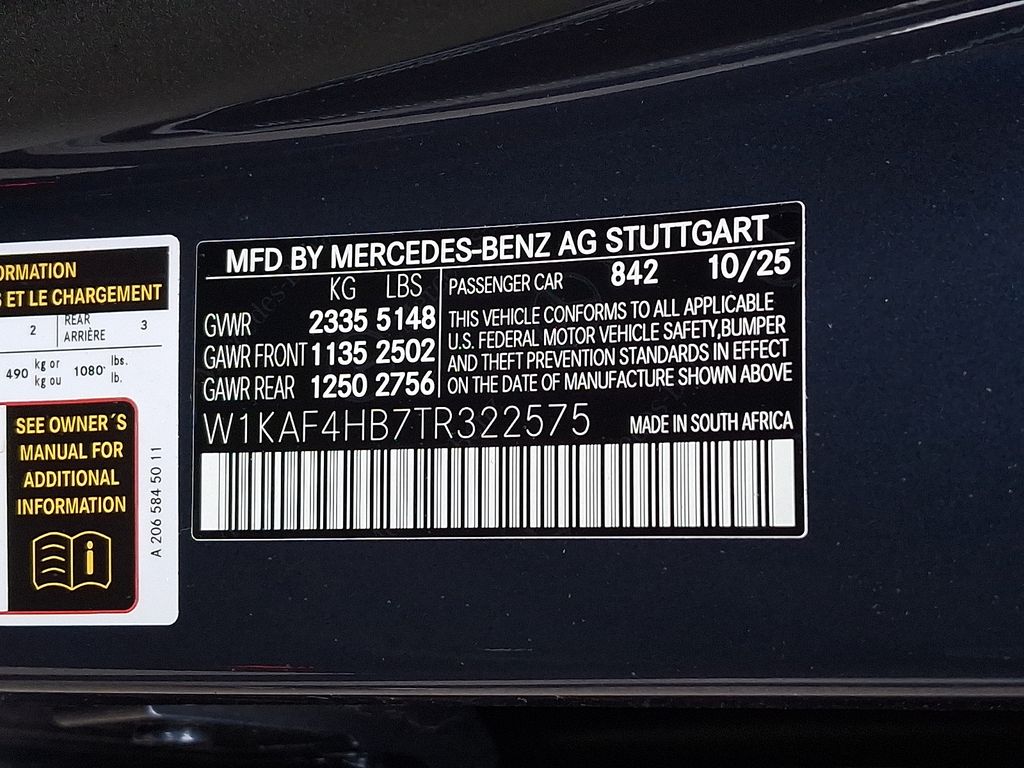 ORMATION
ET LE CHARGEMENT
2 REAR ARRIÈRE 3
490 kg or kg ou 1080 lbs. lb.
SEE OWNER´S
MANUAL FOR
ADDITIONAL
INFORMATION
A 206 584 50 11
MFD BY MERCEDES-BENZ AG STUTTGART
KG LBS
GVWR 2335 5148
GAWR FRONT 1135 2502
GAWR REAR 1250 2756
PASSENGER CAR 842 10/25
THIS VEHICLE CONFORMS TO ALL APPLICABLE
U.S. FEDERAL MOTOR VEHICLE SAFETY,BUMPER
AND THEFT PREVENTION STANDARDS IN EFFECT
ON THE DATE OF MANUFACTURE SHOWN ABOVE
W1KAF4HB7TR322575
MADE IN SOUTH AFRICA